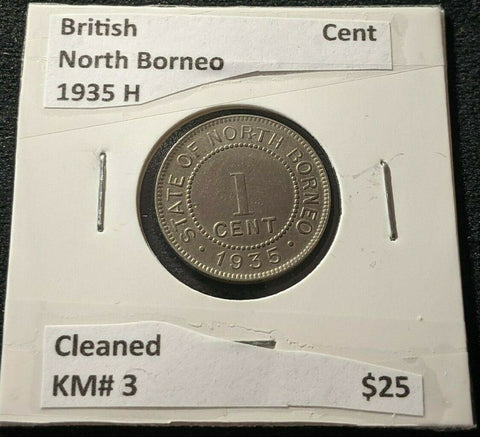 British Cent
North Borneo
1935 H
STATE OF NORTH BORNEO
1
CENT
· 1935 ·
Cleaned
KM# 3 $25